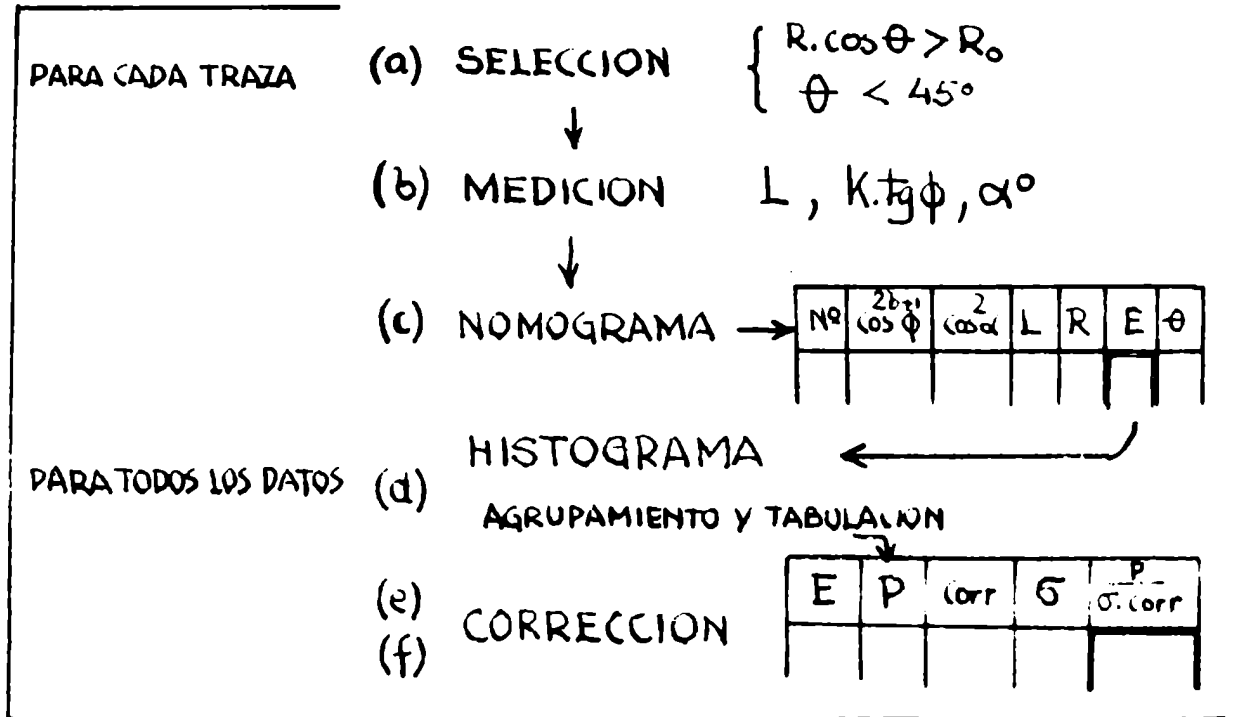 PARA CADA TRAZA (a) SELECCION { R.cosθ > R₀
θ < 45°
(b) MEDICION L , K.tgφ , α°
(c) NOMOGRAMA → Nº cos φ cos² α L R E θ
HISTOGRAMA ←
PARA TODOS LOS DATOS (d)
AGRUPAMIENTO Y TABULACION
(e) CORRECCION E P corr σ P/σ.corr
(f)